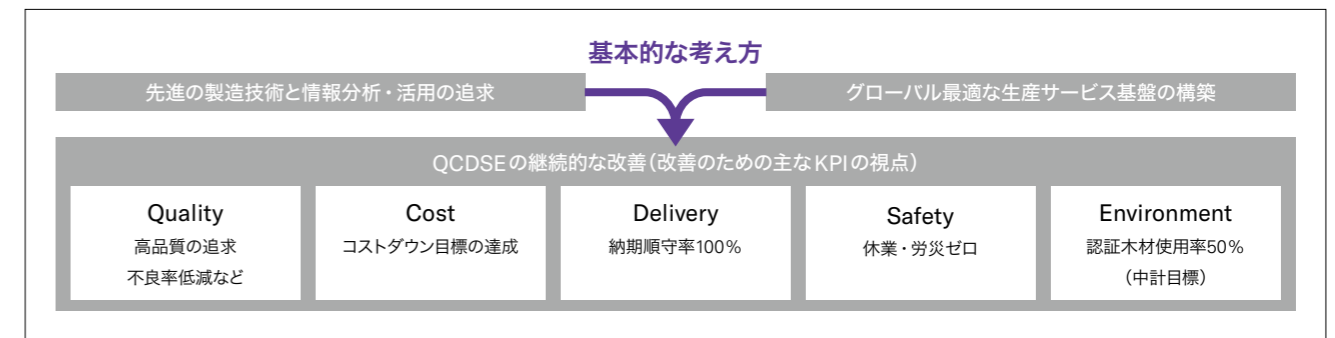 基本的な考え方
先進の製造技術と情報分析・活用の追求
グローバル最適な生産サービス基盤の構築
QCDSEの継続的な改善（改善のための主なKPIの視点）
Quality
高品質の追求
不良率低減など
Cost
コストダウン目標の達成
Delivery
納期順守率100%
Safety
休業・労災ゼロ
Environment
認証木材使用率50%
（中計目標）